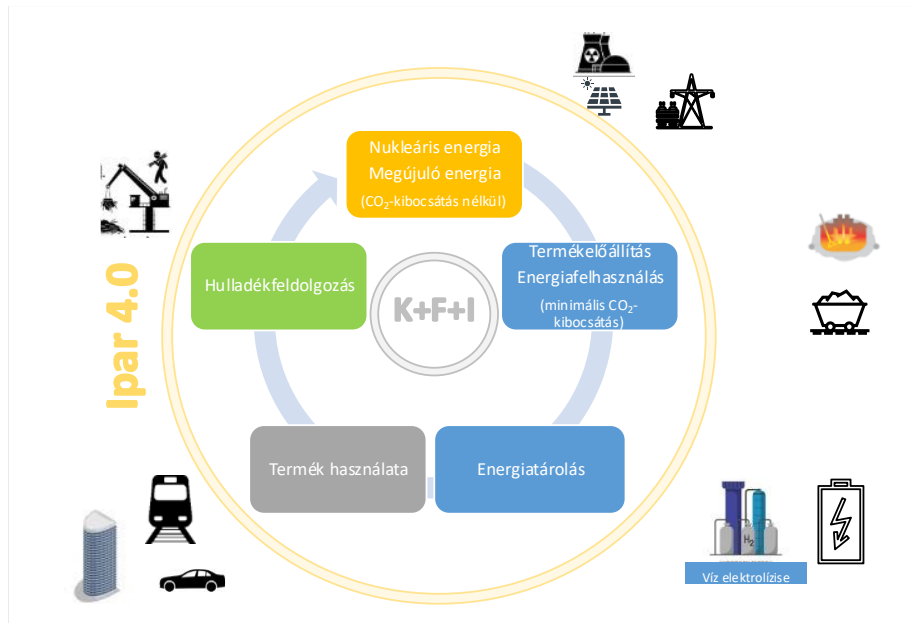 Nukleáris energia
Megújuló energia
(CO₂-kibocsátás nélkül)
Termékelőállítás
Energiafelhasználás
(minimális CO₂-
kibocsátás)
Hulladékfeldolgozás
K+F+I
Ipar 4.0
Termék használata
Energiatárolás
H₂
Víz elektrolízise